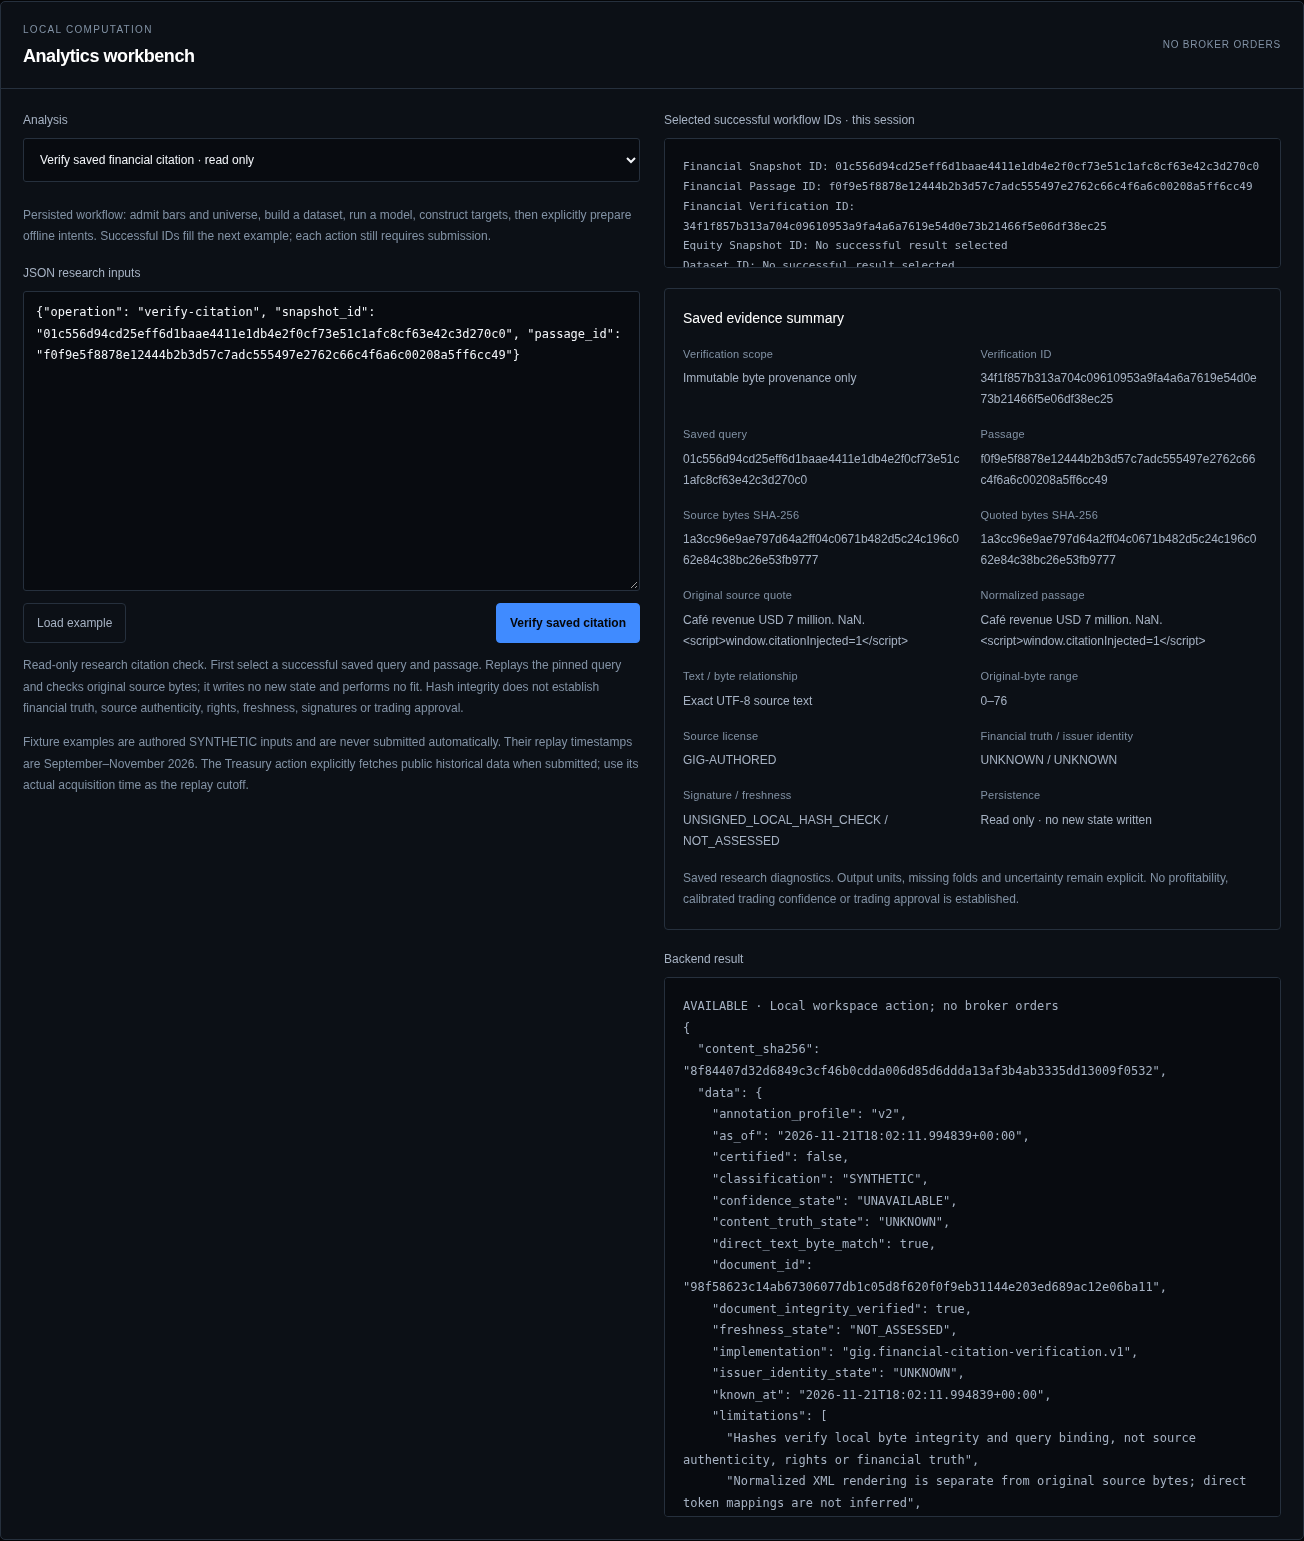 LOCAL COMPUTATION
Analytics workbench
NO BROKER ORDERS
Analysis
Verify saved financial citation · read only
Persisted workflow: admit bars and universe, build a dataset, run a model, construct targets, then explicitly prepare
offline intents. Successful IDs fill the next example; each action still requires submission.
JSON research inputs
{"operation": "verify-citation", "snapshot_id":
"01c556d94cd25eff6d1baae4411e1db4e2f0cf73e51c1afc8cf63e42c3d270c0", "passage_id":
"f0f9e5f8878e12444b2b3d57c7adc555497e2762c66c4f6a6c00208a5ff6cc49"}
Load example
Verify saved citation
Read-only research citation check. First select a successful saved query and passage. Replays the pinned query
and checks original source bytes; it writes no new state and performs no fit. Hash integrity does not establish
financial truth, source authenticity, rights, freshness, signatures or trading approval.
Fixture examples are authored SYNTHETIC inputs and are never submitted automatically. Their replay timestamps
are September–November 2026. The Treasury action explicitly fetches public historical data when submitted; use its
actual acquisition time as the replay cutoff.
Selected successful workflow IDs · this session
Financial Snapshot ID: 01c556d94cd25eff6d1baae4411e1db4e2f0cf73e51c1afc8cf63e42c3d270c0
Financial Passage ID: f0f9e5f8878e12444b2b3d57c7adc555497e2762c66c4f6a6c00208a5ff6cc49
Financial Verification ID:
34f1f857b313a704c09610953a9fa4a6a7619e54d0e73b21466f5e06df38ec25
Equity Snapshot ID: No successful result selected
Dataset ID: No successful result selected
Saved evidence summary
Verification scope
Immutable byte provenance only
Verification ID
34f1f857b313a704c09610953a9fa4a6a7619e54d0e
73b21466f5e06df38ec25
Saved query
01c556d94cd25eff6d1baae4411e1db4e2f0cf73e51c
1afc8cf63e42c3d270c0
Passage
f0f9e5f8878e12444b2b3d57c7adc555497e2762c66
c4f6a6c00208a5ff6cc49
Source bytes SHA-256
1a3cc96e9ae797d64a2ff04c0671b482d5c24c196c0
62e84c38bc26e53fb9777
Quoted bytes SHA-256
1a3cc96e9ae797d64a2ff04c0671b482d5c24c196c0
62e84c38bc26e53fb9777
Original source quote
Café revenue USD 7 million. NaN.
<script>window.citationInjected=1</script>
Normalized passage
Café revenue USD 7 million. NaN.
<script>window.citationInjected=1</script>
Text / byte relationship
Exact UTF-8 source text
Original-byte range
0–76
Source license
GIG-AUTHORED
Financial truth / issuer identity
UNKNOWN / UNKNOWN
Signature / freshness
UNSIGNED_LOCAL_HASH_CHECK /
NOT_ASSESSED
Persistence
Read only · no new state written
Saved research diagnostics. Output units, missing folds and uncertainty remain explicit. No profitability,
calibrated trading confidence or trading approval is established.
Backend result
AVAILABLE · Local workspace action; no broker orders
{
"content_sha256":
"8f84407d32d6849c3cf46b0cdda006d85d6ddda13af3b4ab3335dd13009f0532",
"data": {
"annotation_profile": "v2",
"as_of": "2026-11-21T18:02:11.994839+00:00",
"certified": false,
"classification": "SYNTHETIC",
"confidence_state": "UNAVAILABLE",
"content_truth_state": "UNKNOWN",
"direct_text_byte_match": true,
"document_id":
"98f58623c14ab67306077db1c05d8f620f0f9eb31144e203ed689ac12e06ba11",
"document_integrity_verified": true,
"freshness_state": "NOT_ASSESSED",
"implementation": "gig.financial-citation-verification.v1",
"issuer_identity_state": "UNKNOWN",
"known_at": "2026-11-21T18:02:11.994839+00:00",
"limitations": [
"Hashes verify local byte integrity and query binding, not source
authenticity, rights or financial truth",
"Normalized XML rendering is separate from original source bytes; direct
token mappings are not inferred",